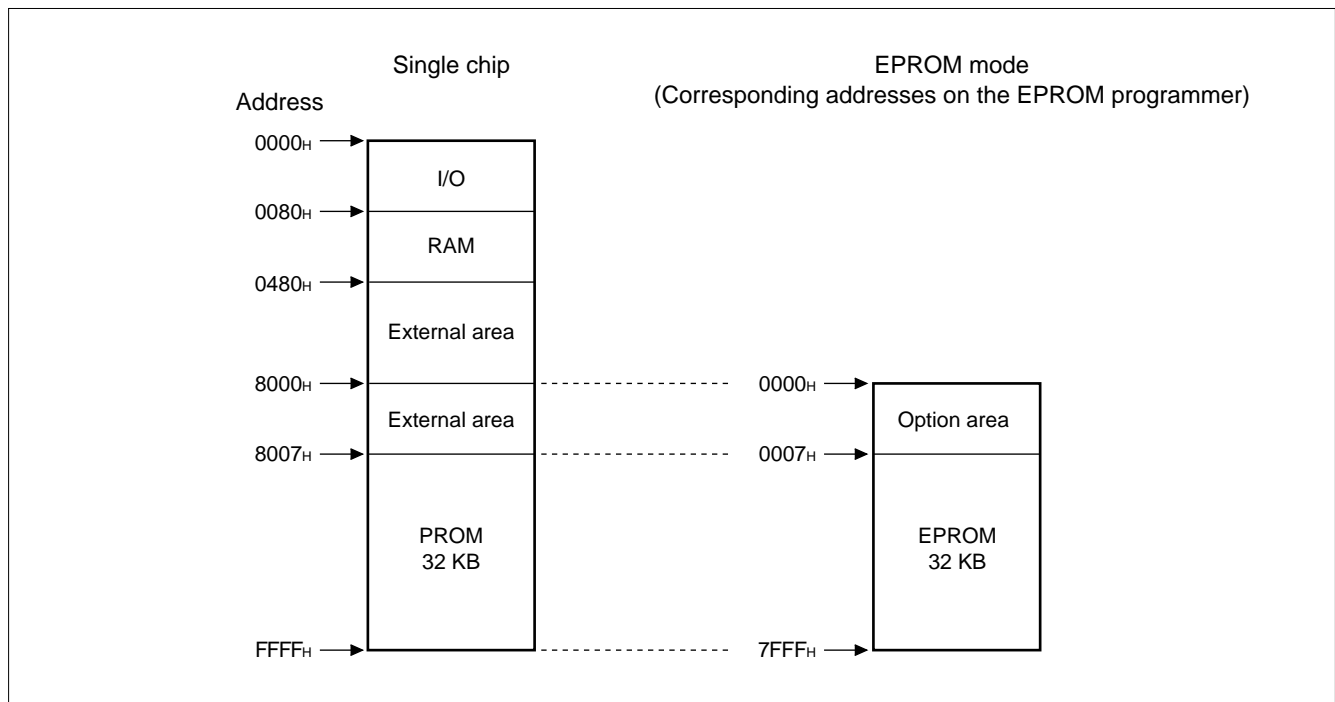 Single chip
EPROM mode
(Corresponding addresses on the EPROM programmer)
Address
0000H
I/O
0080H
RAM
0480H
External area
8000H
0000H
External area
Option area
8007H
0007H
PROM
32 KB
EPROM
32 KB
FFFFH
7FFFH